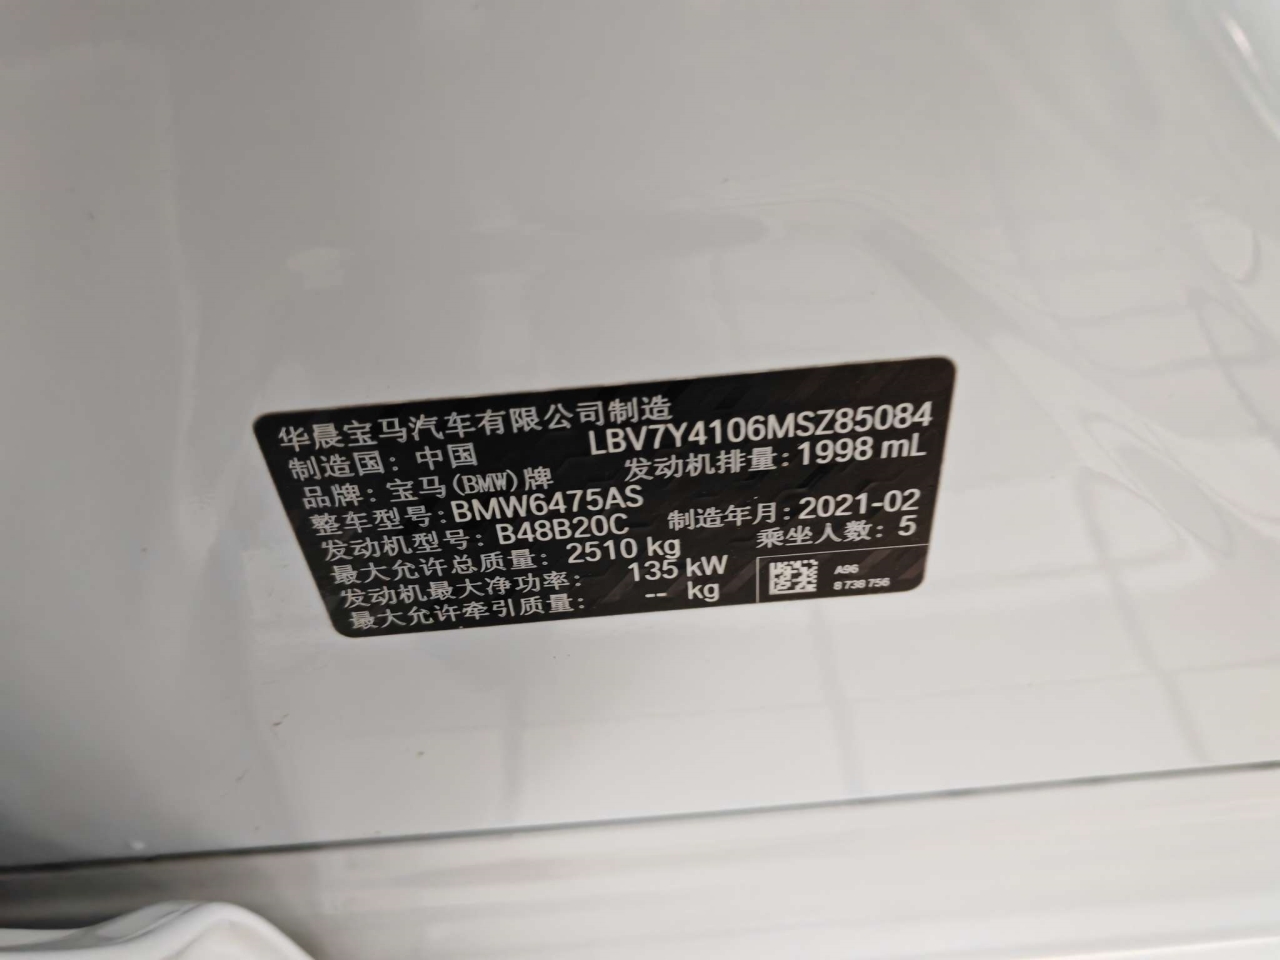 华晨宝马汽车有限公司制造
制造国：中国 LBV7Y4106MSZ85084
品牌：宝马(BMW)牌 发动机排量：1998 mL
整车型号：BMW6475AS
发动机型号：B48B20C 制造年月：2021-02
最大允许总质量：2510 kg 乘坐人数：5
发动机最大净功率：135 kW
最大允许牵引质量：-- kg
A96
8 738 756